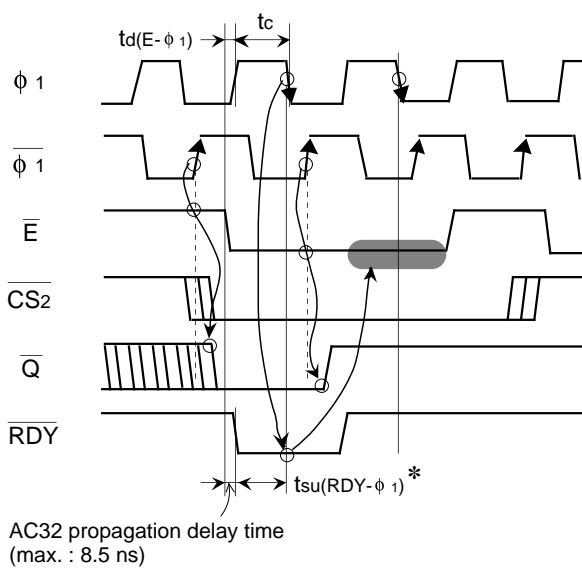 td(E-ϕ1) tc
ϕ1
ϕ1
E
CS2
Q
RDY
tsu(RDY-ϕ1)*
AC32 propagation delay time
(max. : 8.5 ns)